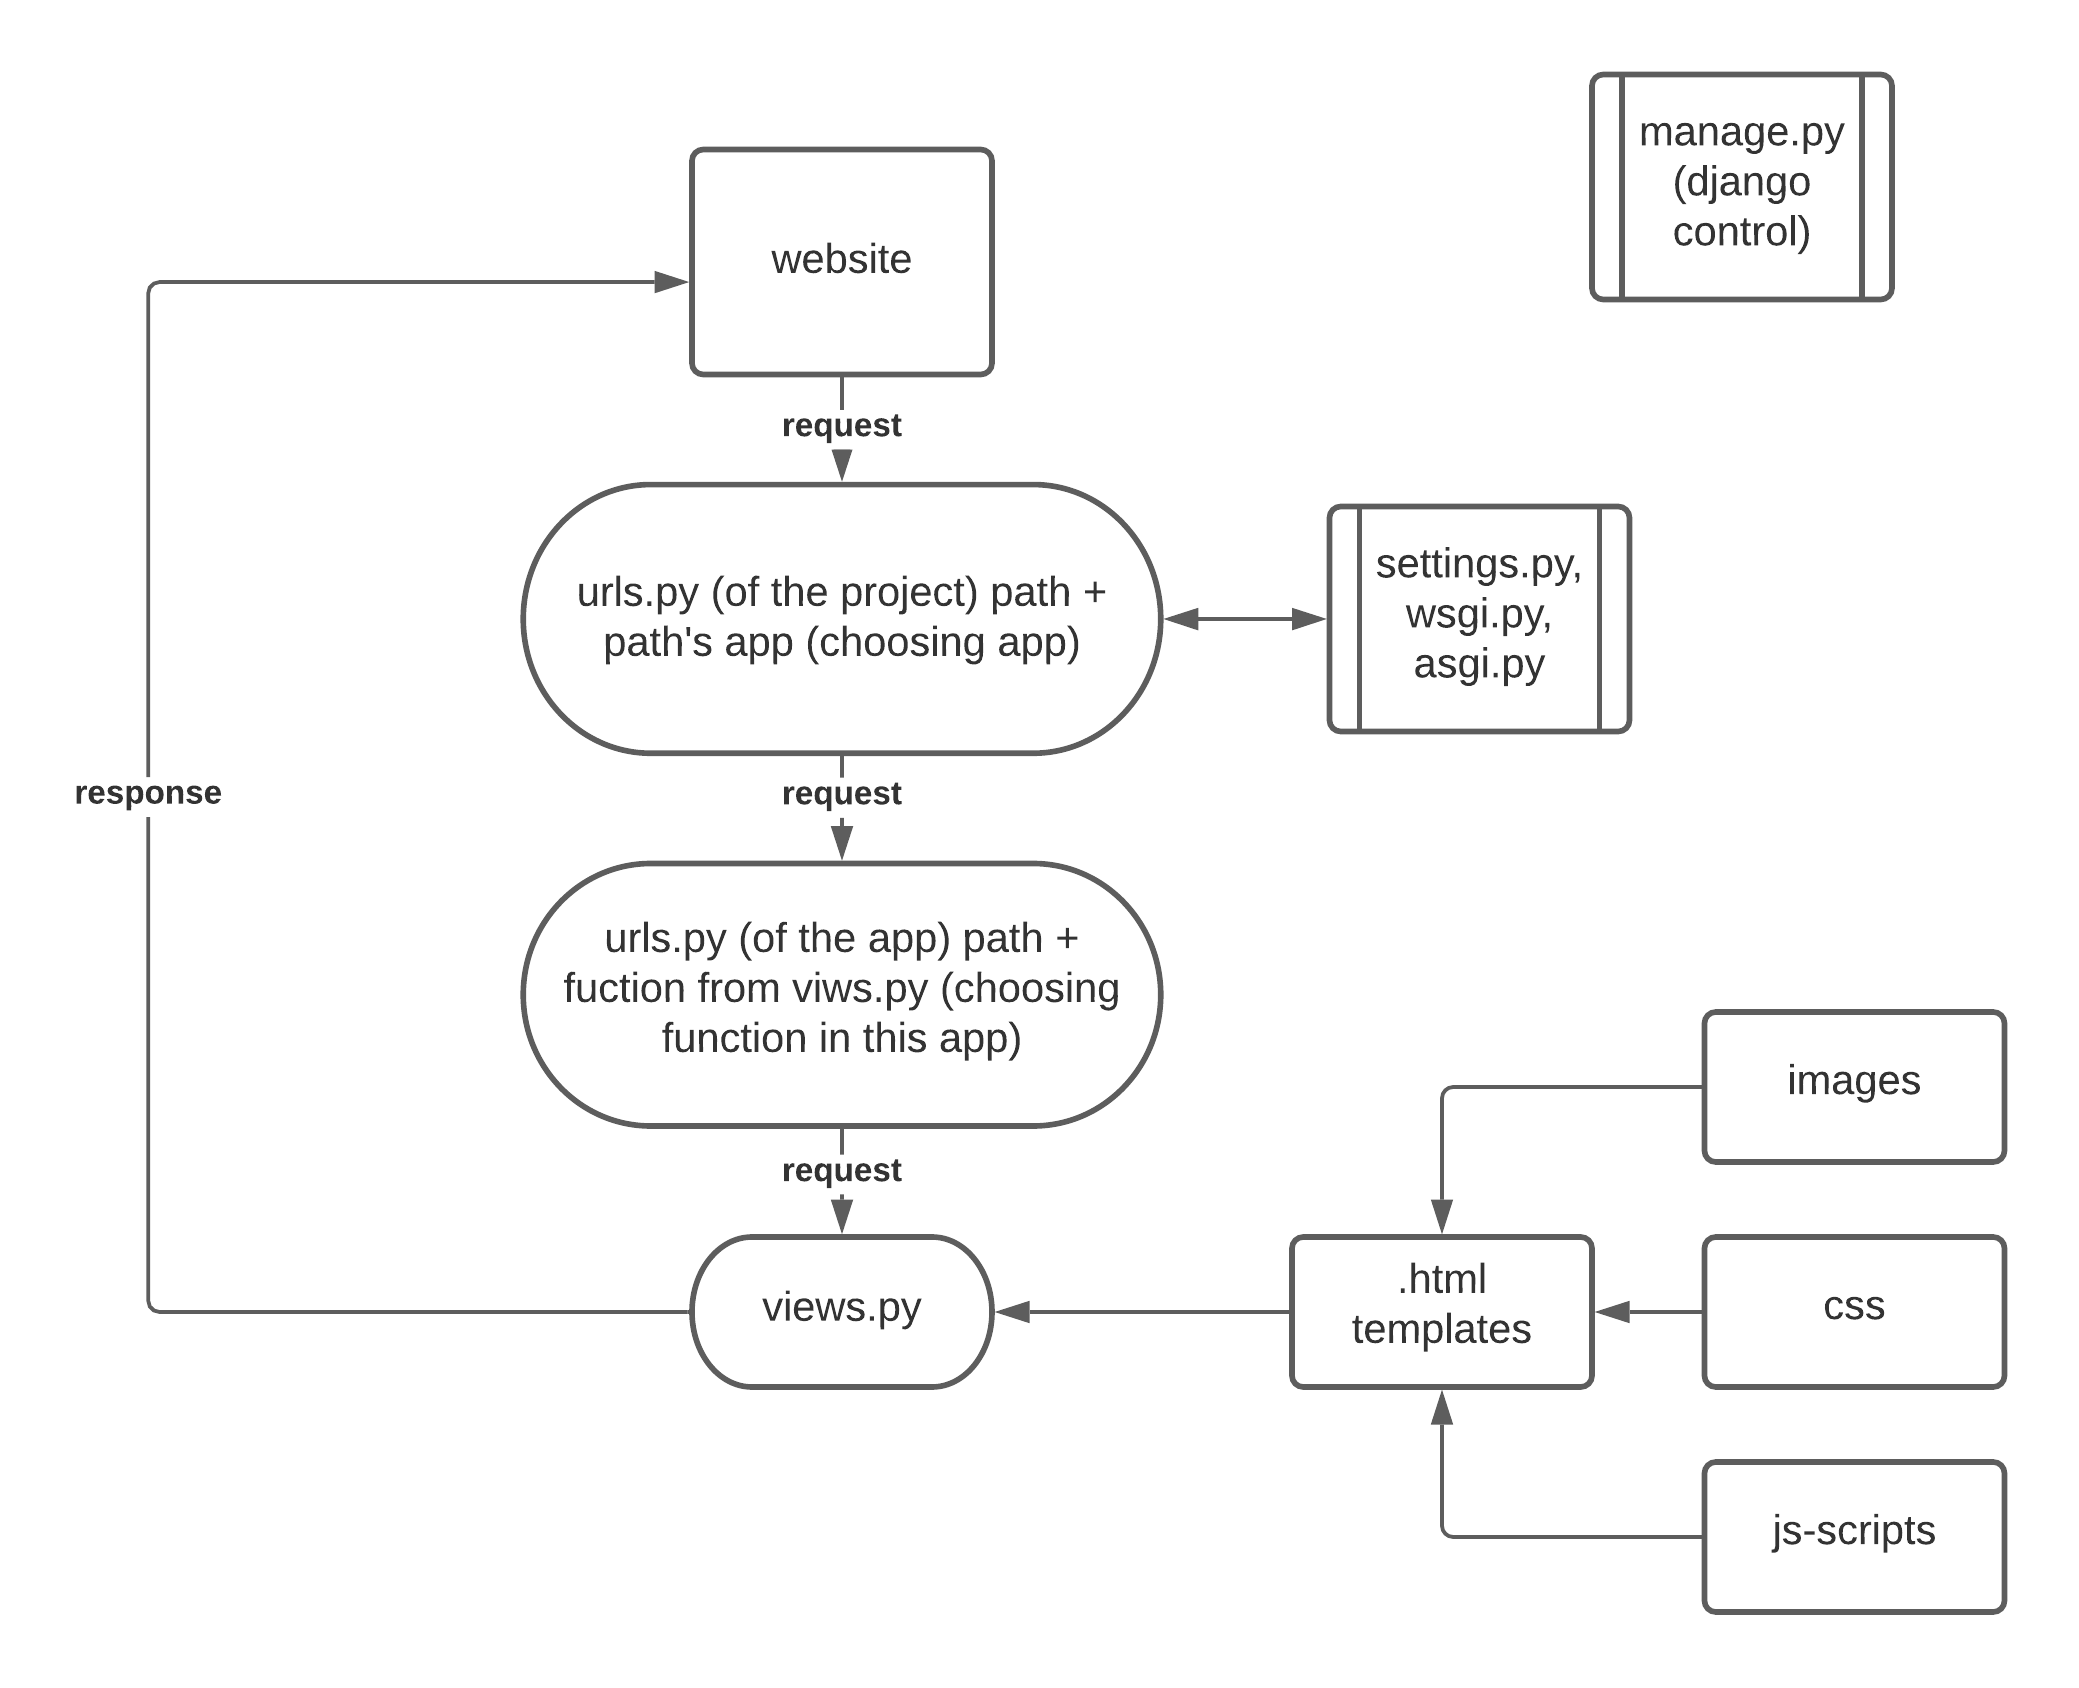 manage.py
(django
control)
website
request
urls.py (of the project) path +
path's app (choosing app)
settings.py,
wsgi.py,
asgi.py
response
request
urls.py (of the app) path +
fuction from viws.py (choosing
function in this app)
request
images
views.py
.html
templates
css
js-scripts